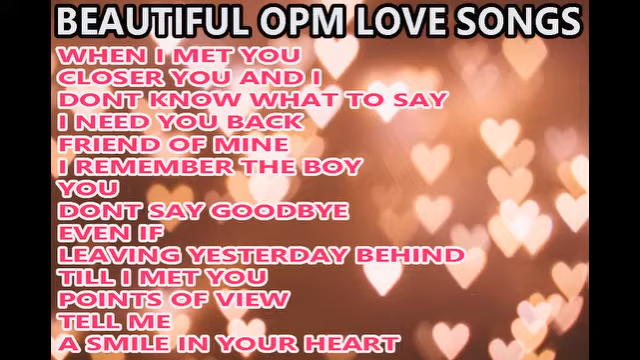 BEAUTIFUL OPM LOVE SONGS
WHEN I MET YOU
CLOSER YOU AND I
DONT KNOW WHAT TO SAY
I NEED YOU BACK
FRIEND OF MINE
I REMEMBER THE BOY
YOU
DONT SAY GOODBYE
EVEN IF
LEAVING YESTERDAY BEHIND
TILL I MET YOU
POINTS OF VIEW
TELL ME
A SMILE IN YOUR HEART